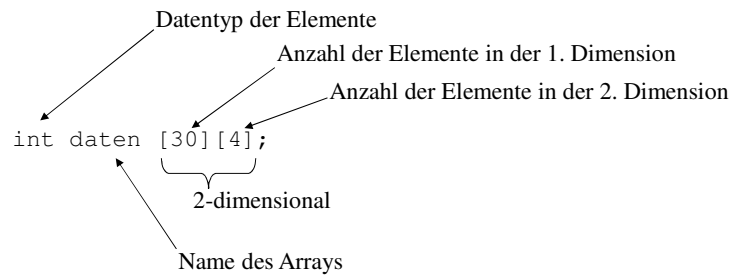 Datentyp der Elemente
Anzahl der Elemente in der 1. Dimension
Anzahl der Elemente in der 2. Dimension
int daten [30][4];
2-dimensional
Name des Arrays